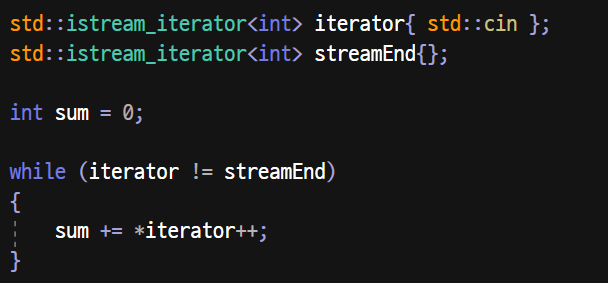 std::istream_iterator<int> iterator{ std::cin };
std::istream_iterator<int> streamEnd{};
int sum = 0;
while (iterator != streamEnd)
{
sum += *iterator++;
}